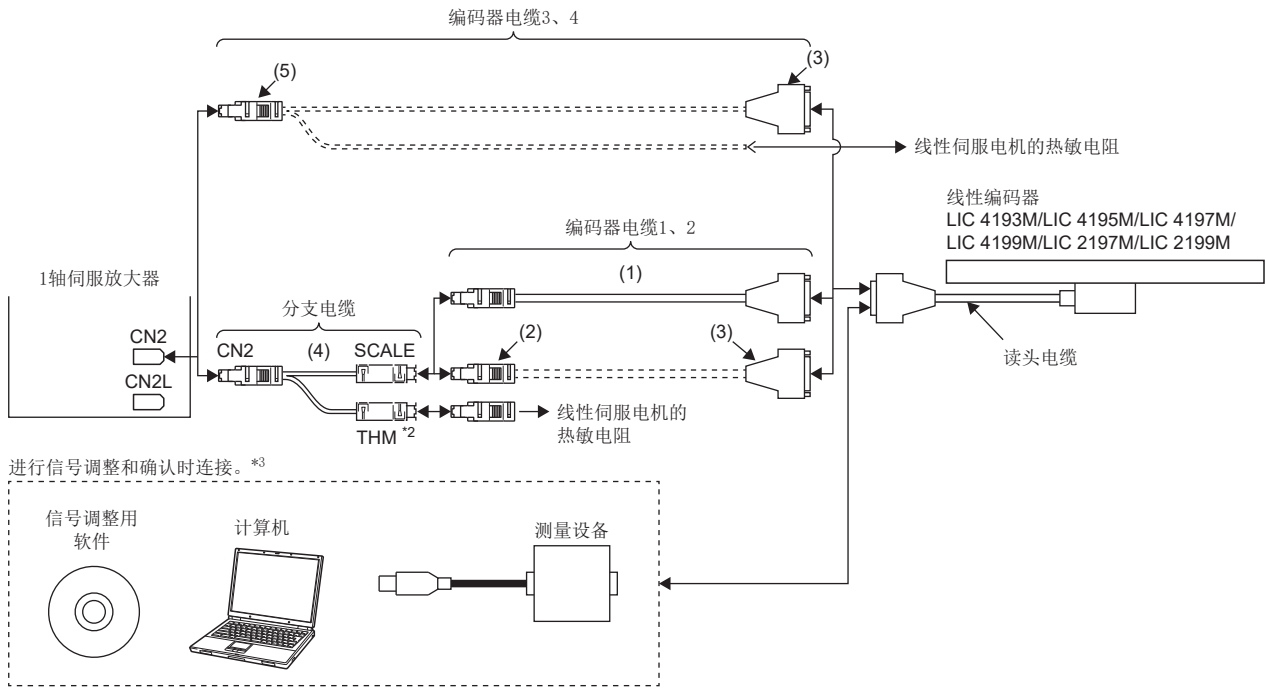 编码器电缆3、4
(5)
(3)
线性伺服电机的热敏电阻
线性编码器
LIC 4193M/LIC 4195M/LIC 4197M/
LIC 4199M/LIC 2197M/LIC 2199M
编码器电缆1、2
(1)
1轴伺服放大器
分支电缆
CN2
CN2
(4)
SCALE
(2)
(3)
读头电缆
CN2L
THM *2
线性伺服电机的
热敏电阻
进行信号调整和确认时连接。*3
信号调整用
软件
计算机
测量设备